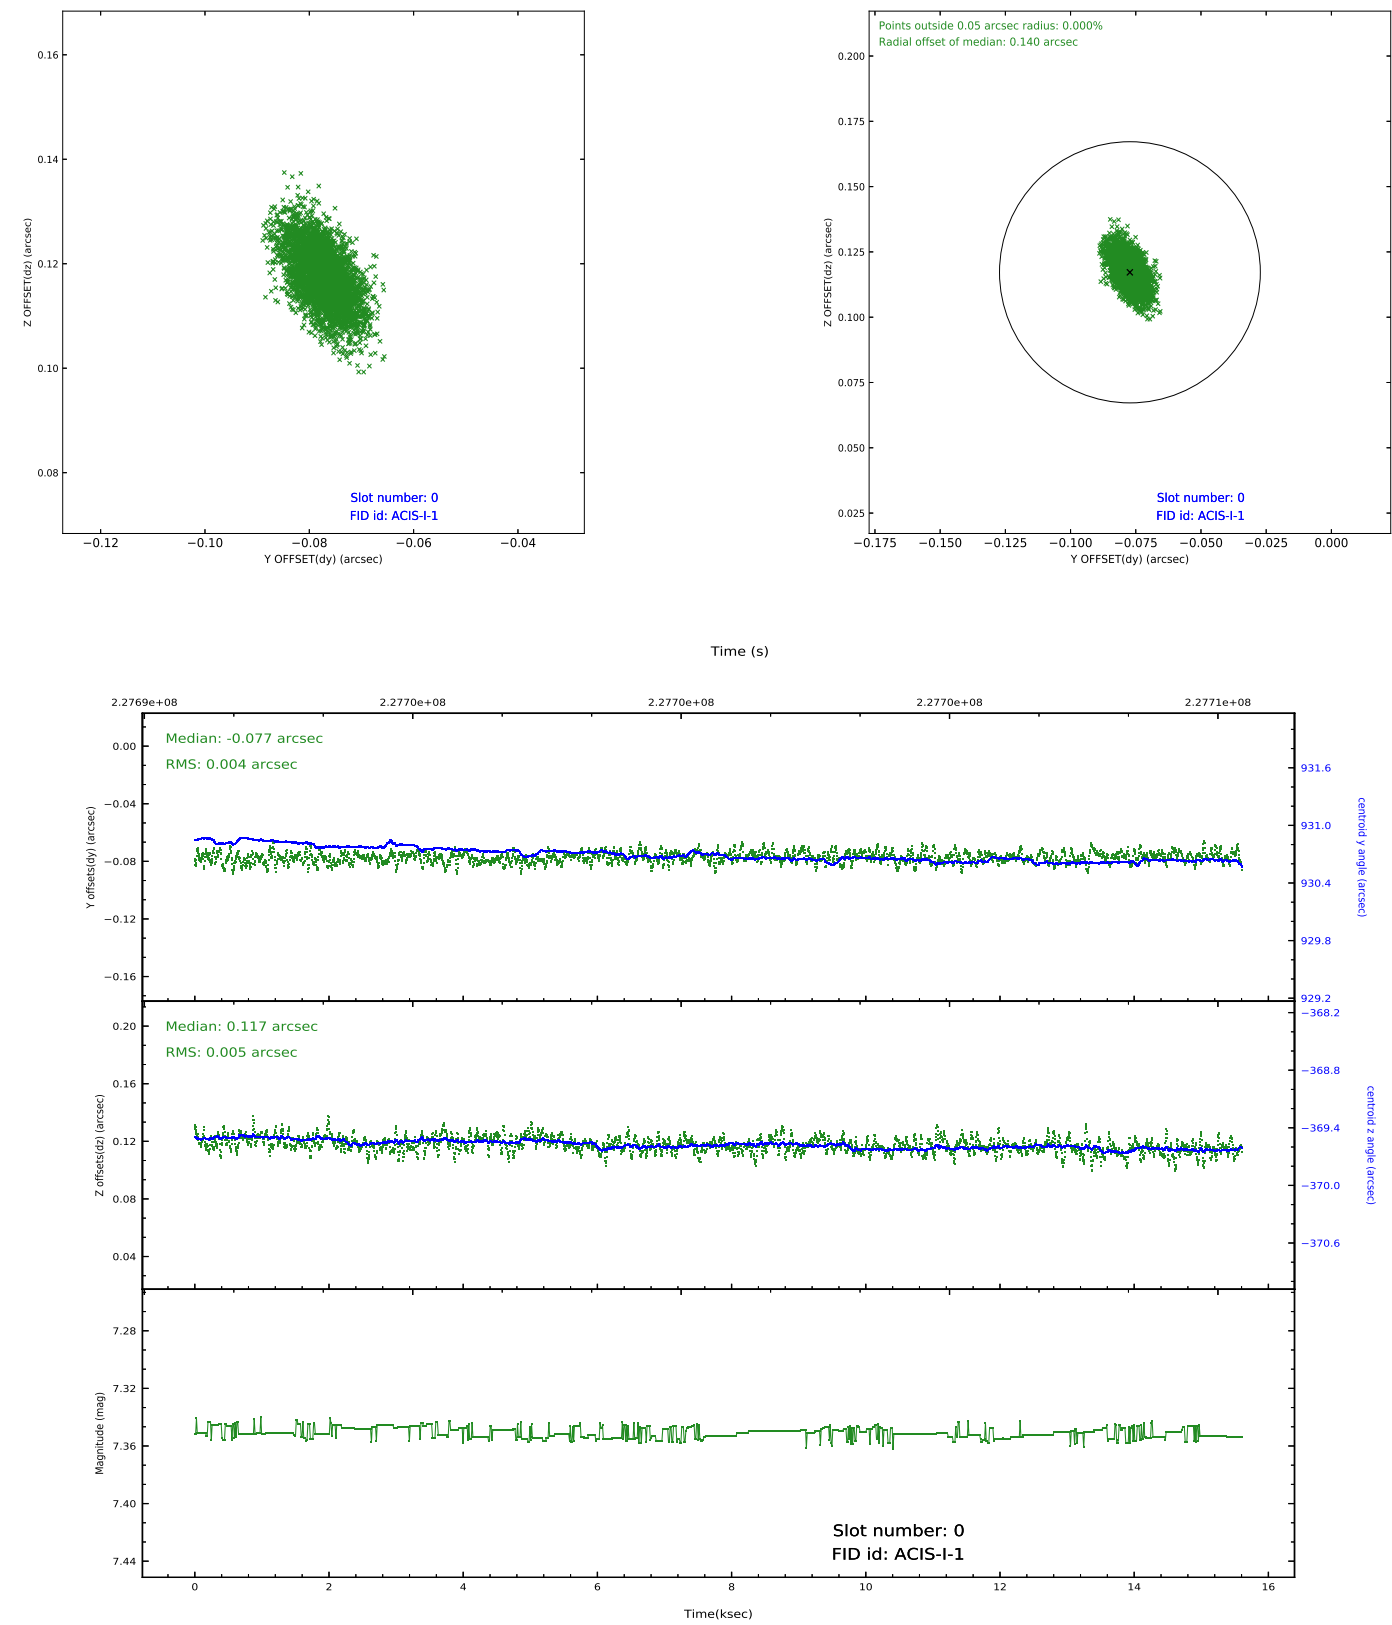 0.16
0.14
0.12
0.10
0.08
Z OFFSET(dz) (arcsec)
−0.12 −0.10 −0.08 −0.06 −0.04
Y OFFSET(dy) (arcsec)
Slot number: 0
FID id: ACIS-I-1
Points outside 0.05 arcsec radius: 0.000%
Radial offset of median: 0.140 arcsec
0.200
0.175
0.150
0.125
0.100
0.075
0.050
0.025
Z OFFSET(dz) (arcsec)
Slot number: 0
FID id: ACIS-I-1
−0.175 −0.150 −0.125 −0.100 −0.075 −0.050 −0.025 0.000
Y OFFSET(dy) (arcsec)
Time (s)
2.2769e+08 2.2770e+08 2.2770e+08 2.2770e+08 2.2771e+08
Median: -0.077 arcsec
RMS: 0.004 arcsec
0.00
−0.04
−0.08
−0.12
−0.16
Y offsets(dy) (arcsec)
931.6
931.0
930.4
929.8
929.2
centroid y angle (arcsec)
Median: 0.117 arcsec
RMS: 0.005 arcsec
0.20
0.16
0.12
0.08
0.04
Z offsets(dz) (arcsec)
−368.2
−368.8
−369.4
−370.0
−370.6
centroid z angle (arcsec)
7.28
7.32
7.36
7.40
7.44
Magnitude (mag)
Slot number: 0
FID id: ACIS-I-1
0 2 4 6 8 10 12 14 16
Time(ksec)